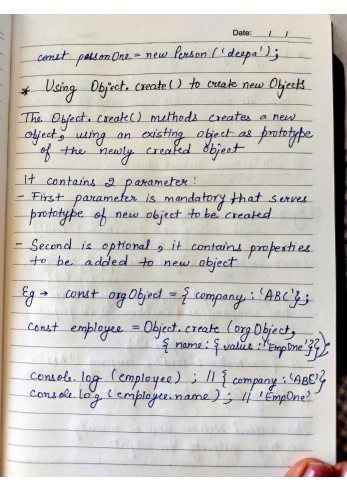 Date: / /
const personOne = new Person ('deepa');
* Using Object.create() to create new Objects
The Object.create() methods creates a new
object, using an existing object as prototype
of the newly created object
It contains 2 parameter:
- First parameter is mandatory that serves
prototype of new object to be created
- Second is optional, it contains properties
to be added to new object
Eg → const orgObject = { company : 'ABC'};
const employee = Object.create (orgObject,
{ name : { value : 'EmpOne'}});
console.log (employee) ; // { company : 'ABC'}
console.log (employee.name) ; // 'EmpOne'